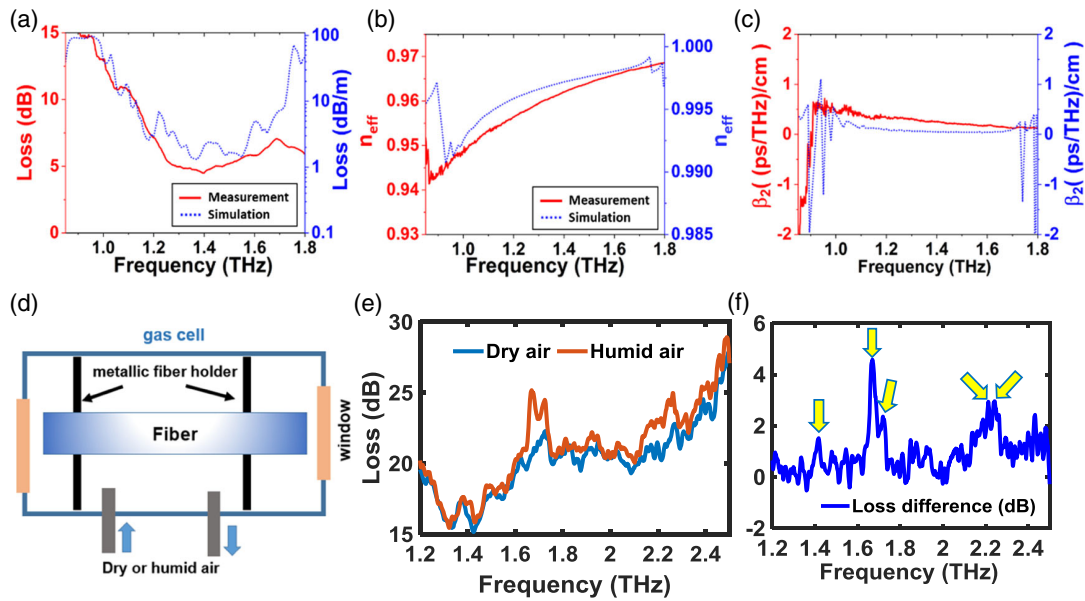 (a)
15
10
5
0
Loss (dB)
100
10
1
0.1
Loss (dB/m)
Measurement
Simulation
1.0 1.2 1.4 1.6 1.8
Frequency (THz)
(b)
0.97
0.96
0.95
0.94
0.93
neff
1.000
0.995
0.990
0.985
neff
Measurement
Simulation
1.0 1.2 1.4 1.6 1.8
Frequency (THz)
(c)
2
1
0
-1
-2
β2( (ps/THz)/cm )
2
1
0
-1
-2
β2( (ps/THz)/cm )
1.0 1.2 1.4 1.6 1.8
Frequency (THz)
(d)
gas cell
metallic fiber holder
Fiber
window
Dry or humid air
(e)
30
25
20
15
Loss (dB)
Dry air Humid air
1.2 1.4 1.6 1.8 2 2.2 2.4
Frequency (THz)
(f)
6
4
2
0
-2
Loss difference (dB)
1.2 1.4 1.6 1.8 2 2.2 2.4
Frequency (THz)